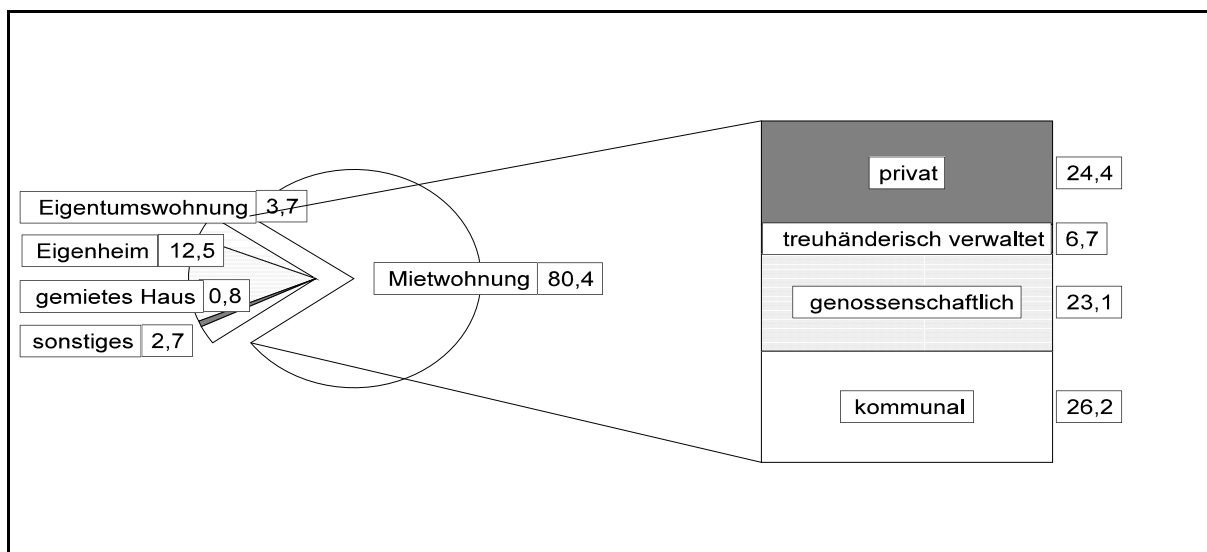 Eigentumswohnung 3,7
Eigenheim 12,5
gemietes Haus 0,8
sonstiges 2,7
Mietwohnung 80,4
privat 24,4
treuhänderisch verwaltet 6,7
genossenschaftlich 23,1
kommunal 26,2